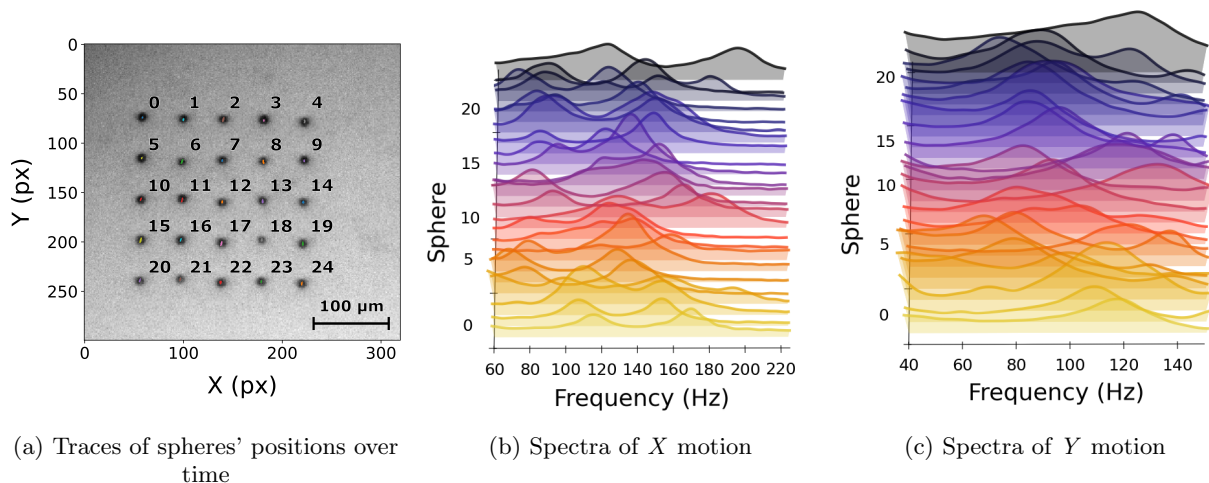 0
50
100
150
200
250
Y (px)
0 1 2 3 4
5 6 7 8 9
10 11 12 13 14
15 16 17 18 19
20 21 22 23 24
100 μm
0 100 200 300
X (px)
20
15
10
5
0
Sphere
60 80 100 120 140 160 180 200 220
Frequency (Hz)
20
15
10
5
0
Sphere
40 60 80 100 120 140
Frequency (Hz)
(a) Traces of spheres' positions over
time
(b) Spectra of X motion
(c) Spectra of Y motion